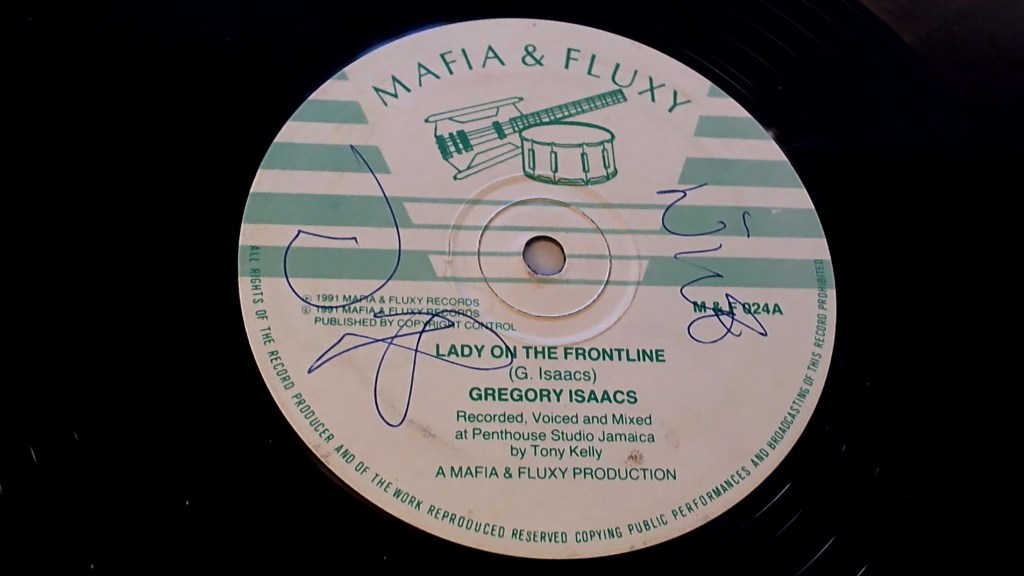 MAFIA & FLUXY
℗ 1991 MAFIA & FLUXY RECORDS
© 1991 MAFIA & FLUXY RECORDS
PUBLISHED BY COPYRIGHT CONTROL
M & F 024A
LADY ON THE FRONTLINE
(G. Isaacs)
GREGORY ISAACS
Recorded, Voiced and Mixed
at Penthouse Studio Jamaica
by Tony Kelly
A MAFIA & FLUXY PRODUCTION
ALL RIGHTS OF THE RECORD PRODUCER AND OF THE WORK REPRODUCED RESERVED COPYING PUBLIC PERFORMANCES AND BROADCASTING OF THIS RECORD PROHIBITED